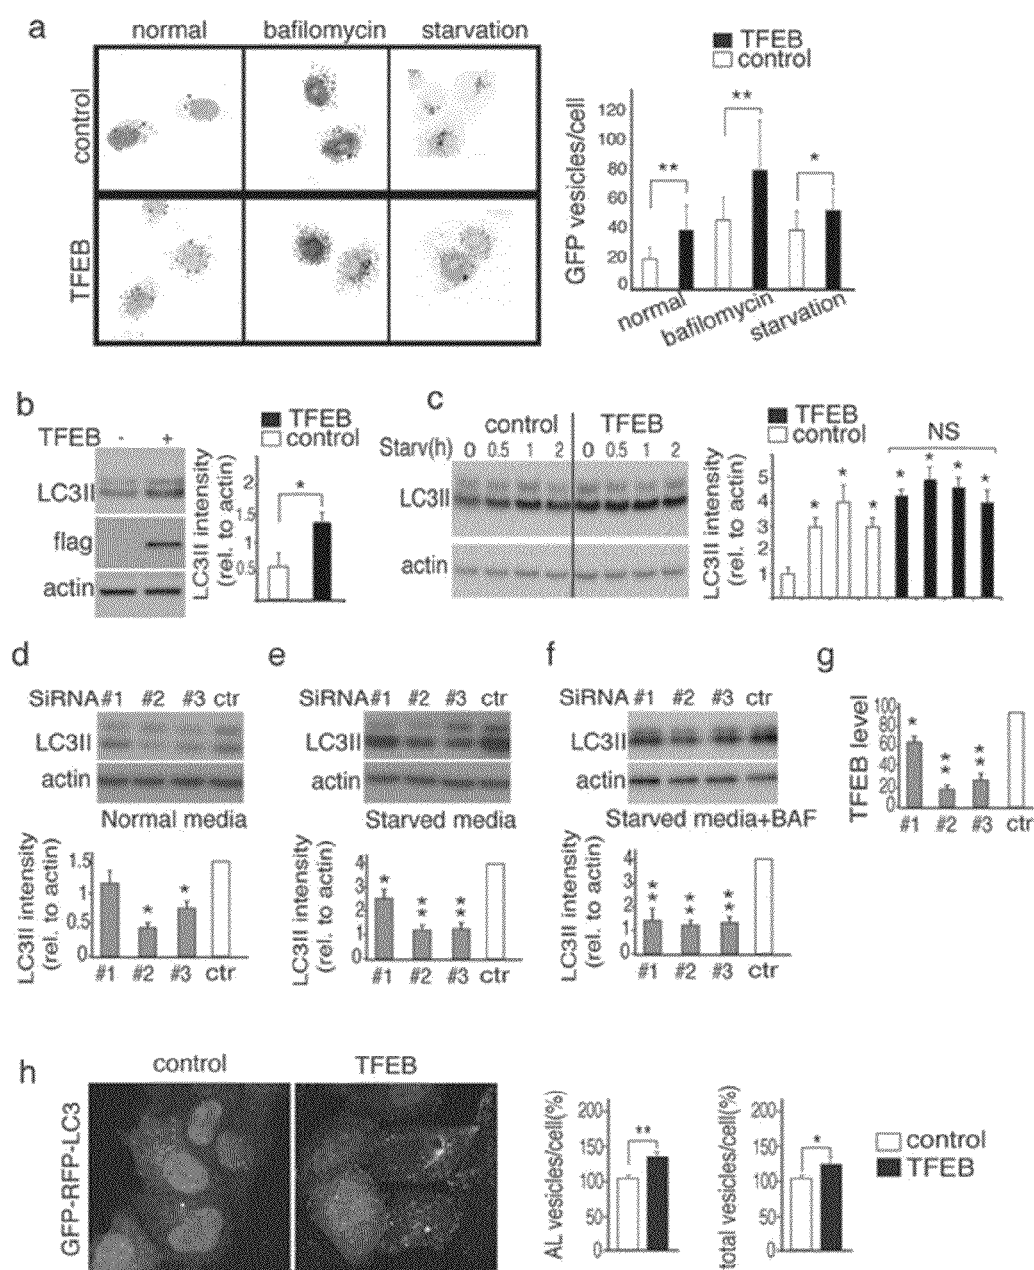 a
normal bafilomycin starvation
control
TFEB
TFEB
control
GFP vesicles/cell
120
100
80
60
40
20
0
** ** *
normal bafilomycin starvation
b
TFEB - +
LC3II
flag
actin
TFEB
control
LC3II intensity
(rel. to actin)
2
1.5
1
0.5
*
c
control TFEB
Starv(h) 0 0.5 1 2 0 0.5 1 2
LC3II
actin
TFEB
control
NS
LC3II intensity
(rel. to actin)
5
4
3
2
1
* * * * * * *
d
SiRNA #1 #2 #3 ctr
LC3II
actin
Normal media
LC3II intensity
(rel. to actin)
1.5
1
0.5
0
* *
#1 #2 #3 ctr
e
SiRNA #1 #2 #3 ctr
LC3II
actin
Starved media
LC3II intensity
(rel. to actin)
4
3
2
1
0
* ** **
#1 #2 #3 ctr
f
SiRNA #1 #2 #3 ctr
LC3II
actin
Starved media+BAF
LC3II intensity
(rel. to actin)
4
3
2
1
0
** ** **
#1 #2 #3 ctr
g
TFEB level
100
80
60
40
20
0
* ** **
#1 #2 #3 ctr
h
control TFEB
GFP-RFP-LC3
AL vesicles/cell(%)
200
150
100
50
0
**
total vesicles/cell(%)
200
150
100
50
0
*
control
TFEB